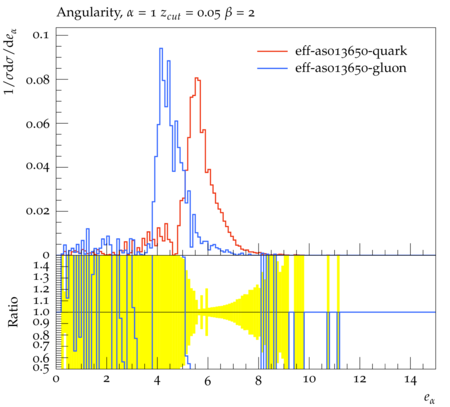 Angularity, α = 1 z_cut = 0.05 β = 2
1/σdσ/de_α
0.1
0.08
0.06
0.04
0.02
0
eff-as013650-quark
eff-as013650-gluon
Ratio
1.4
1.3
1.2
1.1
1.0
0.9
0.8
0.7
0.6
0.5
0 2 4 6 8 10 12 14
e_α